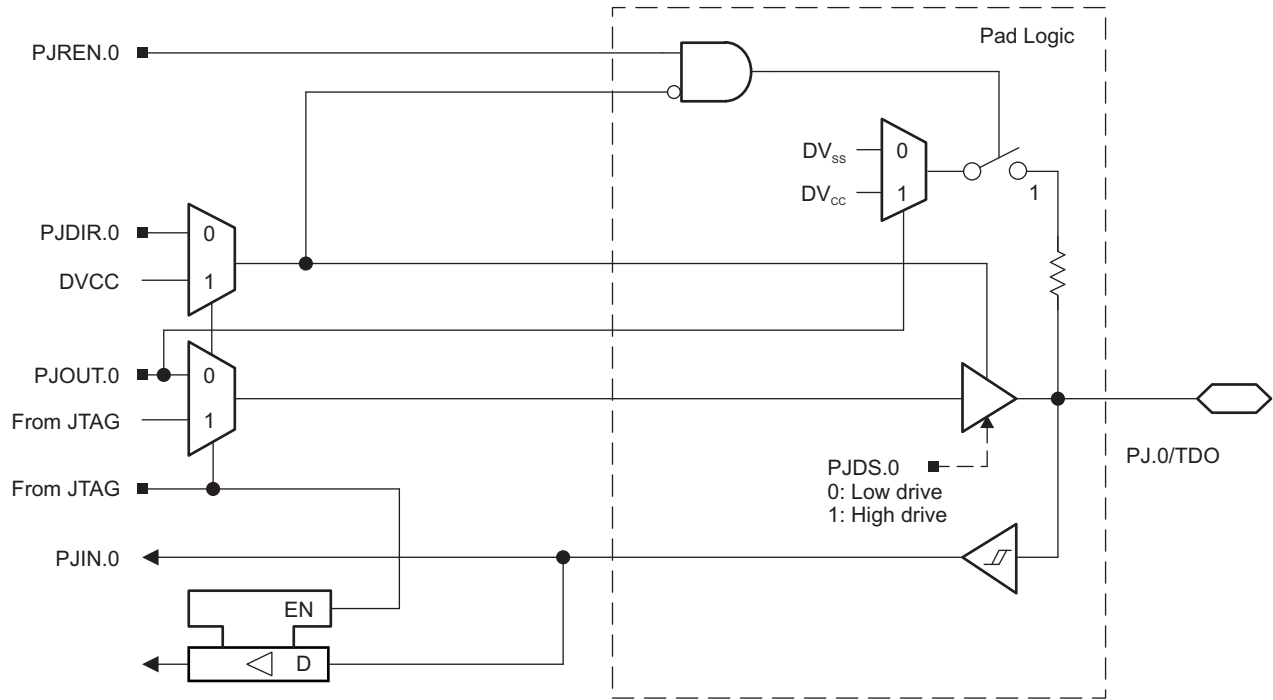 Pad Logic
PJREN.0
DVSS
0
DVCC
1
1
PJDIR.0
0
DVCC
1
PJOUT.0
0
From JTAG
1
PJDS.0
0: Low drive
1: High drive
PJ.0/TDO
From JTAG
PJIN.0
EN
D